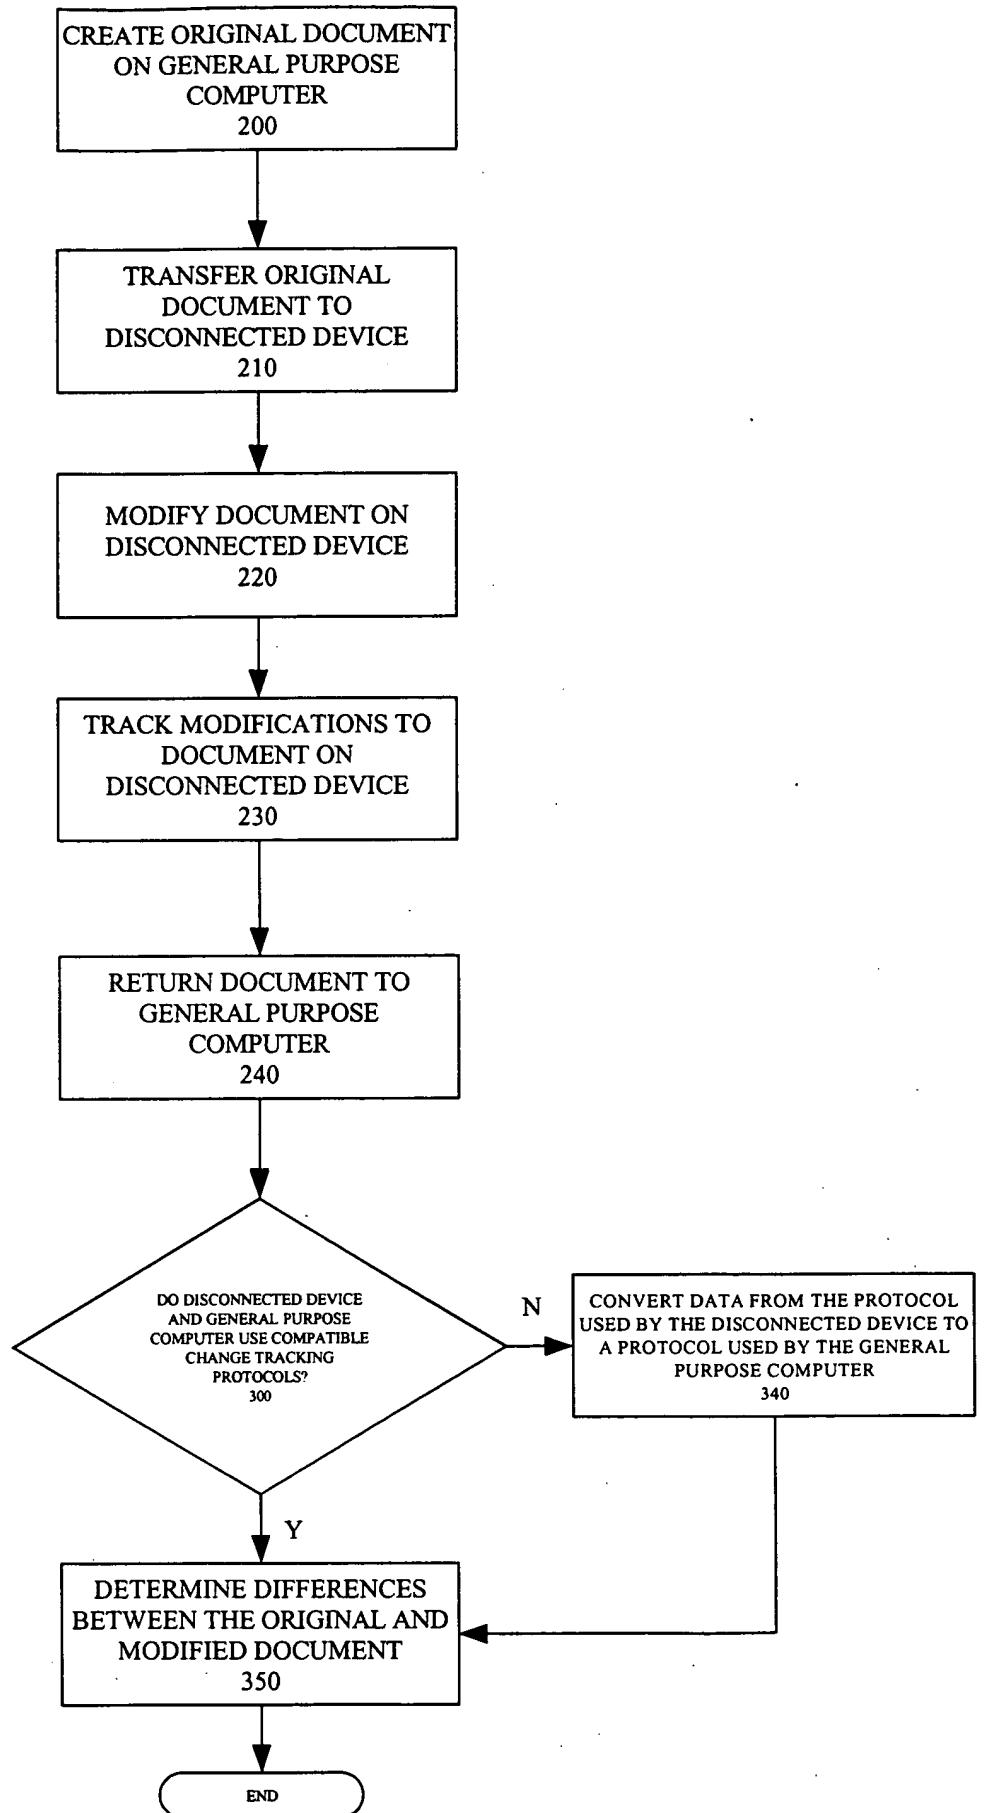 CREATE ORIGINAL DOCUMENT
ON GENERAL PURPOSE
COMPUTER
200
TRANSFER ORIGINAL
DOCUMENT TO
DISCONNECTED DEVICE
210
MODIFY DOCUMENT ON
DISCONNECTED DEVICE
220
TRACK MODIFICATIONS TO
DOCUMENT ON
DISCONNECTED DEVICE
230
RETURN DOCUMENT TO
GENERAL PURPOSE
COMPUTER
240
DO DISCONNECTED DEVICE
AND GENERAL PURPOSE
COMPUTER USE COMPATIBLE
CHANGE TRACKING
PROTOCOLS?
300
N
CONVERT DATA FROM THE PROTOCOL
USED BY THE DISCONNECTED DEVICE TO
A PROTOCOL USED BY THE GENERAL
PURPOSE COMPUTER
340
Y
DETERMINE DIFFERENCES
BETWEEN THE ORIGINAL AND
MODIFIED DOCUMENT
350
END